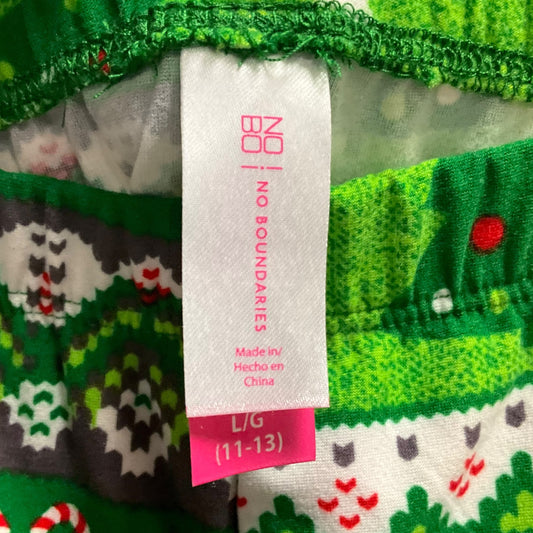 NO
BO
NO BOUNDARIES
Made in/
Hecho en
China
L/G
(11-13)